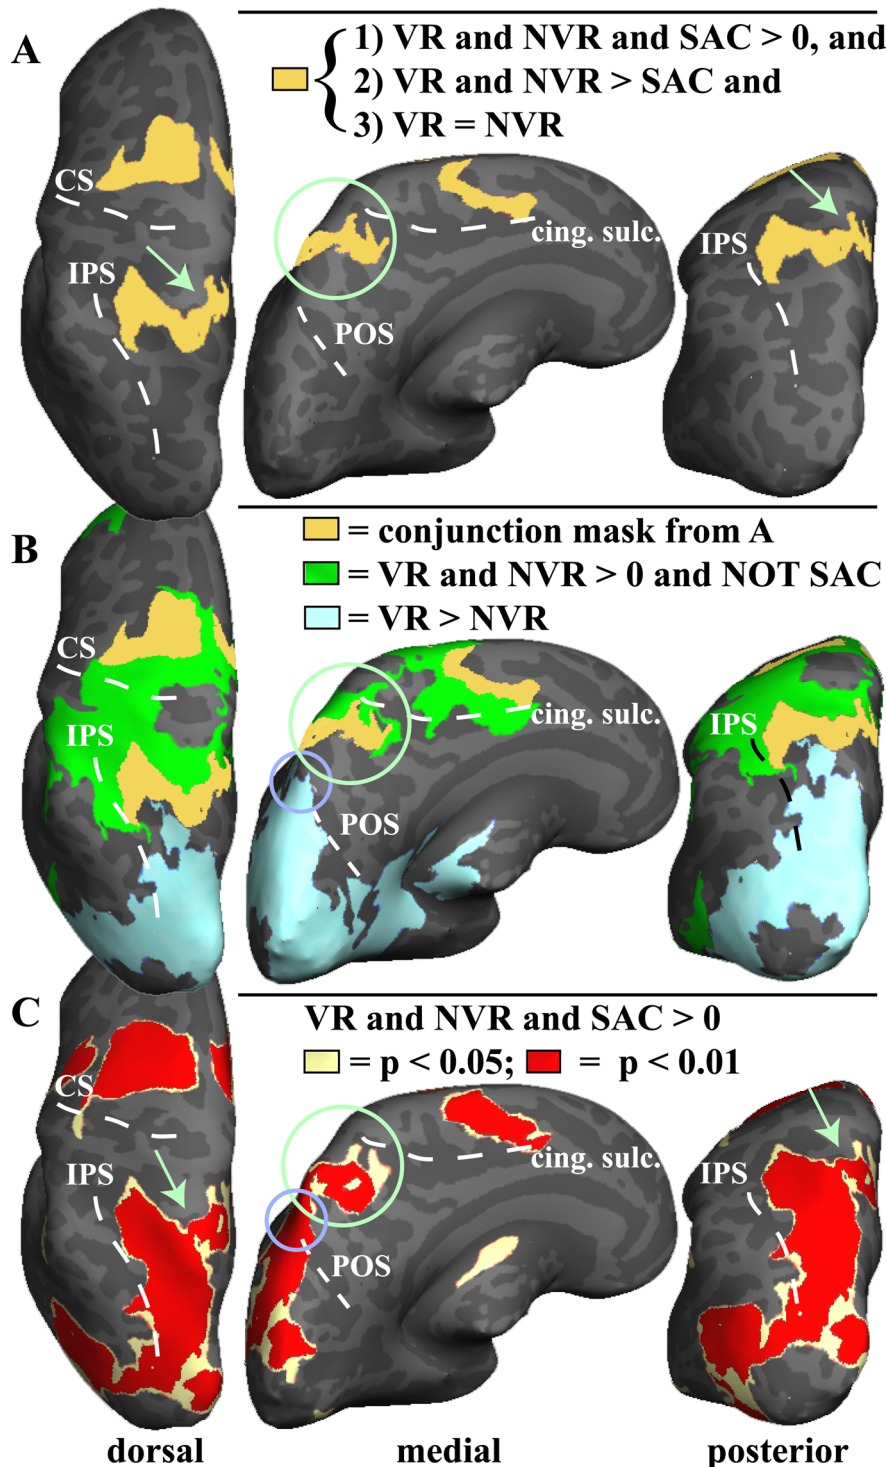 A
1) VR and NVR and SAC > 0, and
2) VR and NVR > SAC and
3) VR = NVR
CS
IPS
cing. sulc.
POS
IPS
B
= conjunction mask from A
= VR and NVR > 0 and NOT SAC
= VR > NVR
CS
IPS
cing. sulc.
POS
IPS
C
VR and NVR and SAC > 0
= p < 0.05; = p < 0.01
CS
IPS
cing. sulc.
POS
IPS
dorsal medial posterior